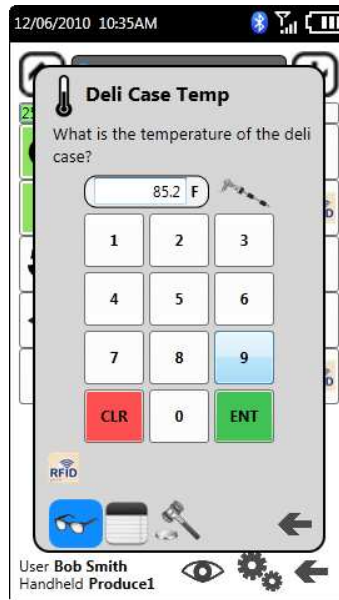 12/06/2010 10:35AM
Deli Case Temp
What is the temperature of the deli
case?
85.2 F
1 2 3
4 5 6
7 8 9
CLR 0 ENT
RFID
User Bob Smith
Handheld Produce1